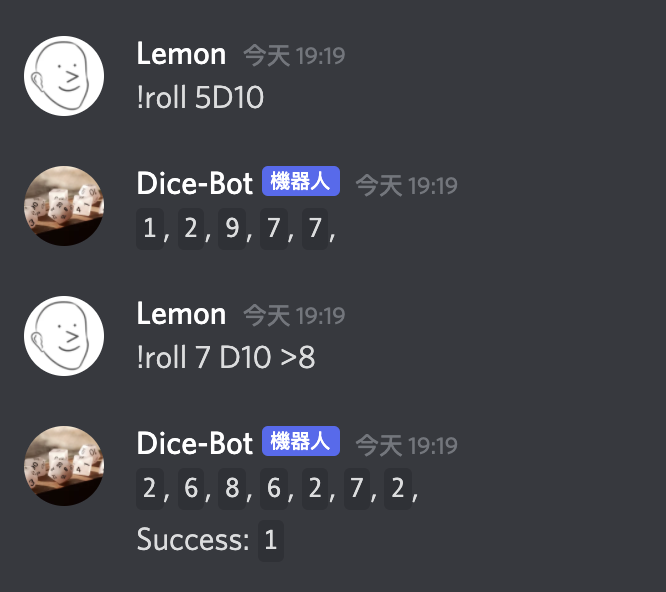 Lemon 今天 19:19
!roll 5D10
Dice-Bot 機器人 今天 19:19
1, 2, 9, 7, 7,
Lemon 今天 19:19
!roll 7 D10 >8
Dice-Bot 機器人 今天 19:19
2, 6, 8, 6, 2, 7, 2,
Success: 1